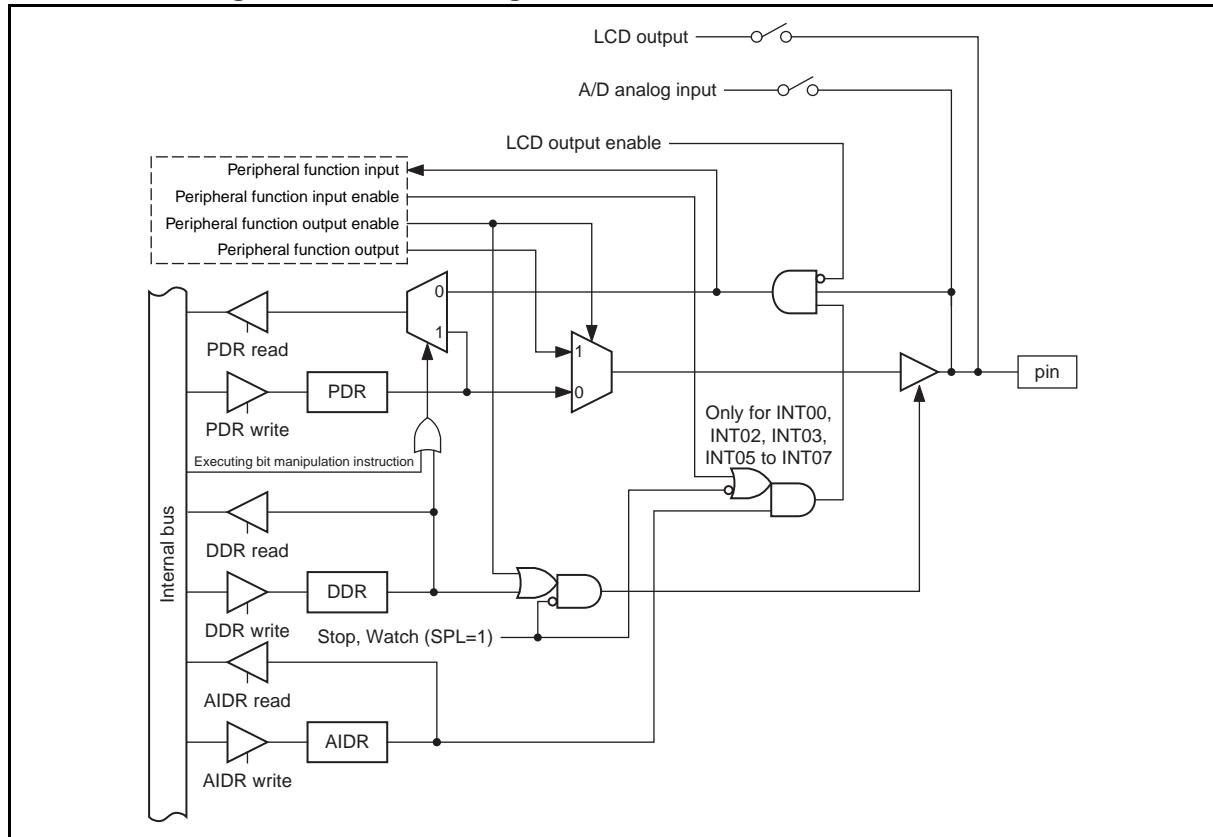 LCD output
A/D analog input
LCD output enable
Peripheral function input
Peripheral function input enable
Peripheral function output enable
Peripheral function output
0
1
PDR read
1
0
pin
PDR
PDR write
Only for INT00,
INT02, INT03,
INT05 to INT07
Executing bit manipulation instruction
Internal bus
DDR read
DDR
DDR write
Stop, Watch (SPL=1)
AIDR read
AIDR
AIDR write